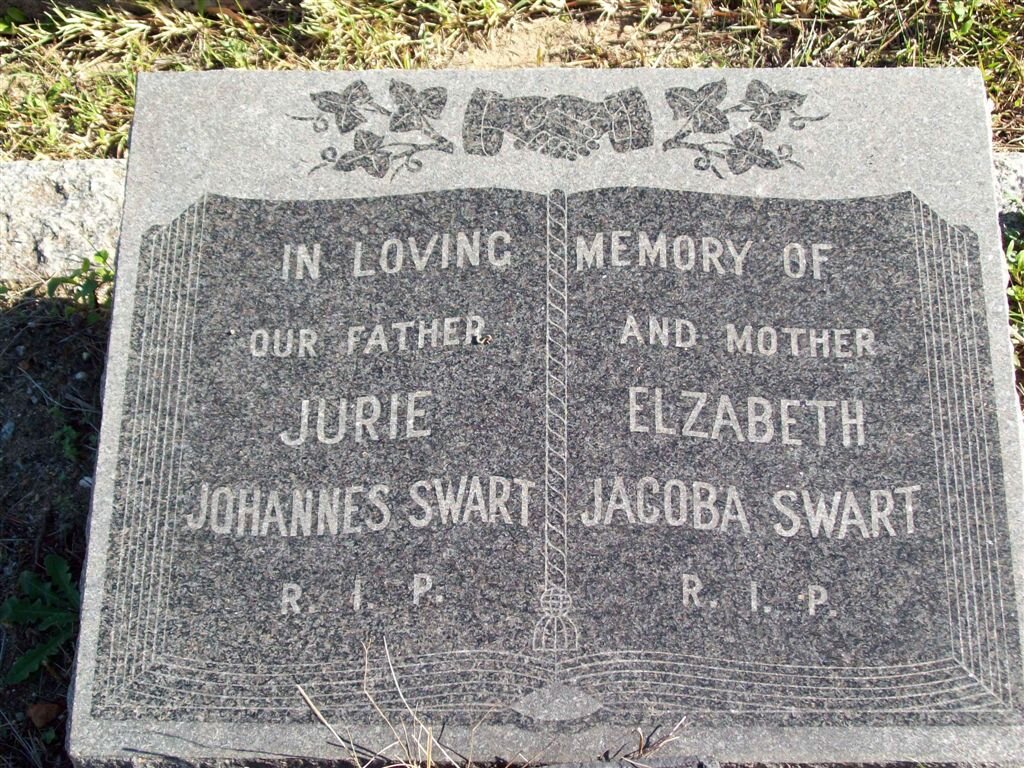 IN LOVING MEMORY OF
OUR FATHER AND MOTHER
JURIE ELZABETH
JOHANNES SWART JACOBA SWART
R. I. P. R. I. P.